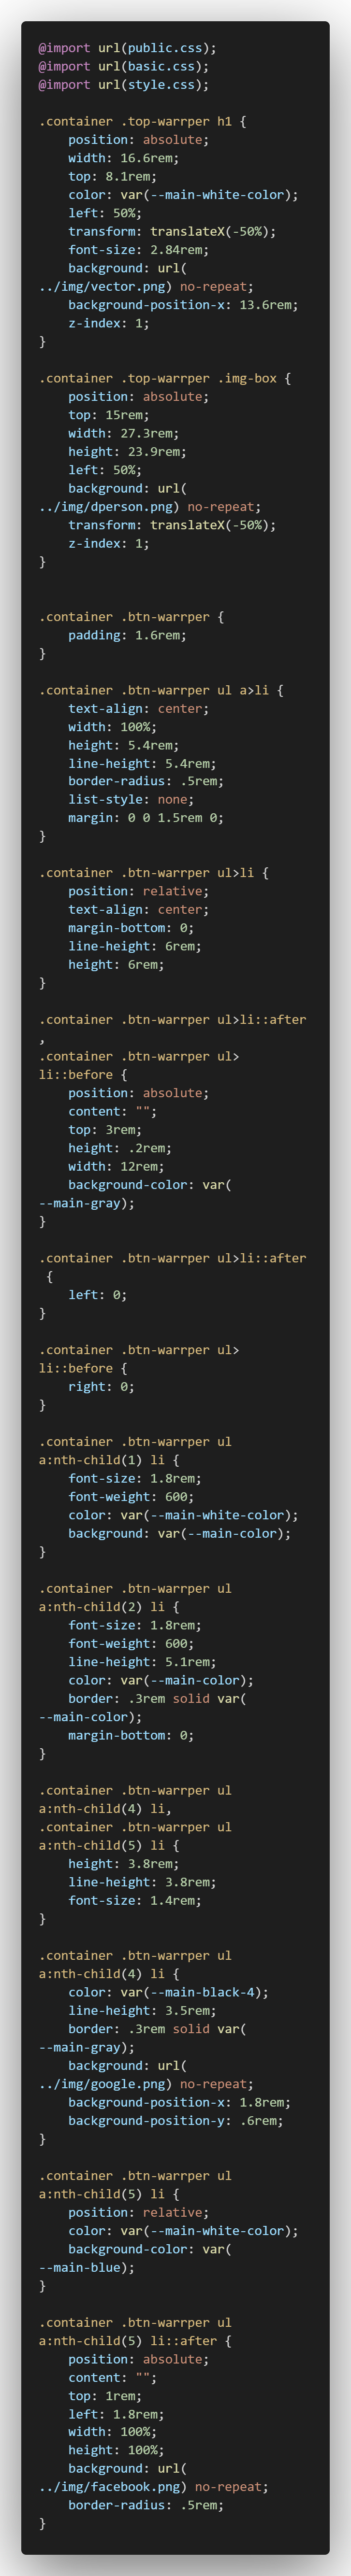 @import url(public.css);
@import url(basic.css);
@import url(style.css);

.container .top-warrper h1 {
    position: absolute;
    width: 16.6rem;
    top: 8.1rem;
    color: var(--main-white-color);
    left: 50%;
    transform: translateX(-50%);
    font-size: 2.84rem;
    background: url(
../img/vector.png) no-repeat;
    background-position-x: 13.6rem;
    z-index: 1;
}

.container .top-warrper .img-box {
    position: absolute;
    top: 15rem;
    width: 27.3rem;
    height: 23.9rem;
    left: 50%;
    background: url(
../img/dperson.png) no-repeat;
    transform: translateX(-50%);
    z-index: 1;
}


.container .btn-warrper {
    padding: 1.6rem;
}

.container .btn-warrper ul a>li {
    text-align: center;
    width: 100%;
    height: 5.4rem;
    line-height: 5.4rem;
    border-radius: .5rem;
    list-style: none;
    margin: 0 0 1.5rem 0;
}

.container .btn-warrper ul>li {
    position: relative;
    text-align: center;
    margin-bottom: 0;
    line-height: 6rem;
    height: 6rem;
}

.container .btn-warrper ul>li::after
,
.container .btn-warrper ul>
li::before {
    position: absolute;
    content: "";
    top: 3rem;
    height: .2rem;
    width: 12rem;
    background-color: var(
--main-gray);
}

.container .btn-warrper ul>li::after
 {
    left: 0;
}

.container .btn-warrper ul>
li::before {
    right: 0;
}

.container .btn-warrper ul
a:nth-child(1) li {
    font-size: 1.8rem;
    font-weight: 600;
    color: var(--main-white-color);
    background: var(--main-color);
}

.container .btn-warrper ul
a:nth-child(2) li {
    font-size: 1.8rem;
    font-weight: 600;
    line-height: 5.1rem;
    color: var(--main-color);
    border: .3rem solid var(
--main-color);
    margin-bottom: 0;
}

.container .btn-warrper ul
a:nth-child(4) li,
.container .btn-warrper ul
a:nth-child(5) li {
    height: 3.8rem;
    line-height: 3.8rem;
    font-size: 1.4rem;
}

.container .btn-warrper ul
a:nth-child(4) li {
    color: var(--main-black-4);
    line-height: 3.5rem;
    border: .3rem solid var(
--main-gray);
    background: url(
../img/google.png) no-repeat;
    background-position-x: 1.8rem;
    background-position-y: .6rem;
}

.container .btn-warrper ul
a:nth-child(5) li {
    position: relative;
    color: var(--main-white-color);
    background-color: var(
--main-blue);
}

.container .btn-warrper ul
a:nth-child(5) li::after {
    position: absolute;
    content: "";
    top: 1rem;
    left: 1.8rem;
    width: 100%;
    height: 100%;
    background: url(
../img/facebook.png) no-repeat;
    border-radius: .5rem;
}